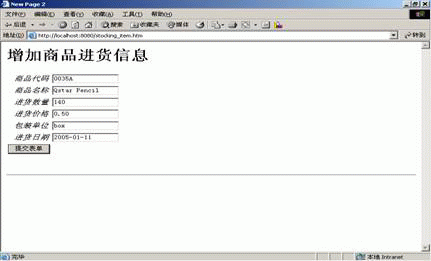 New Page 2
文件(F) 编辑(E) 查看(V) 收藏(A) 工具(T) 帮助(H)
后退 搜索 收藏夹 媒体
地址(D) http://localhost:8080/stocking_item.htm 转到
增加商品进货信息
商品代码 0035A
商品名称 Qstar Pencil
进货数量 140
进货价格 0.50
包装单位 box
进货日期 2005-01-11
提交表单
完毕 本地 Intranet